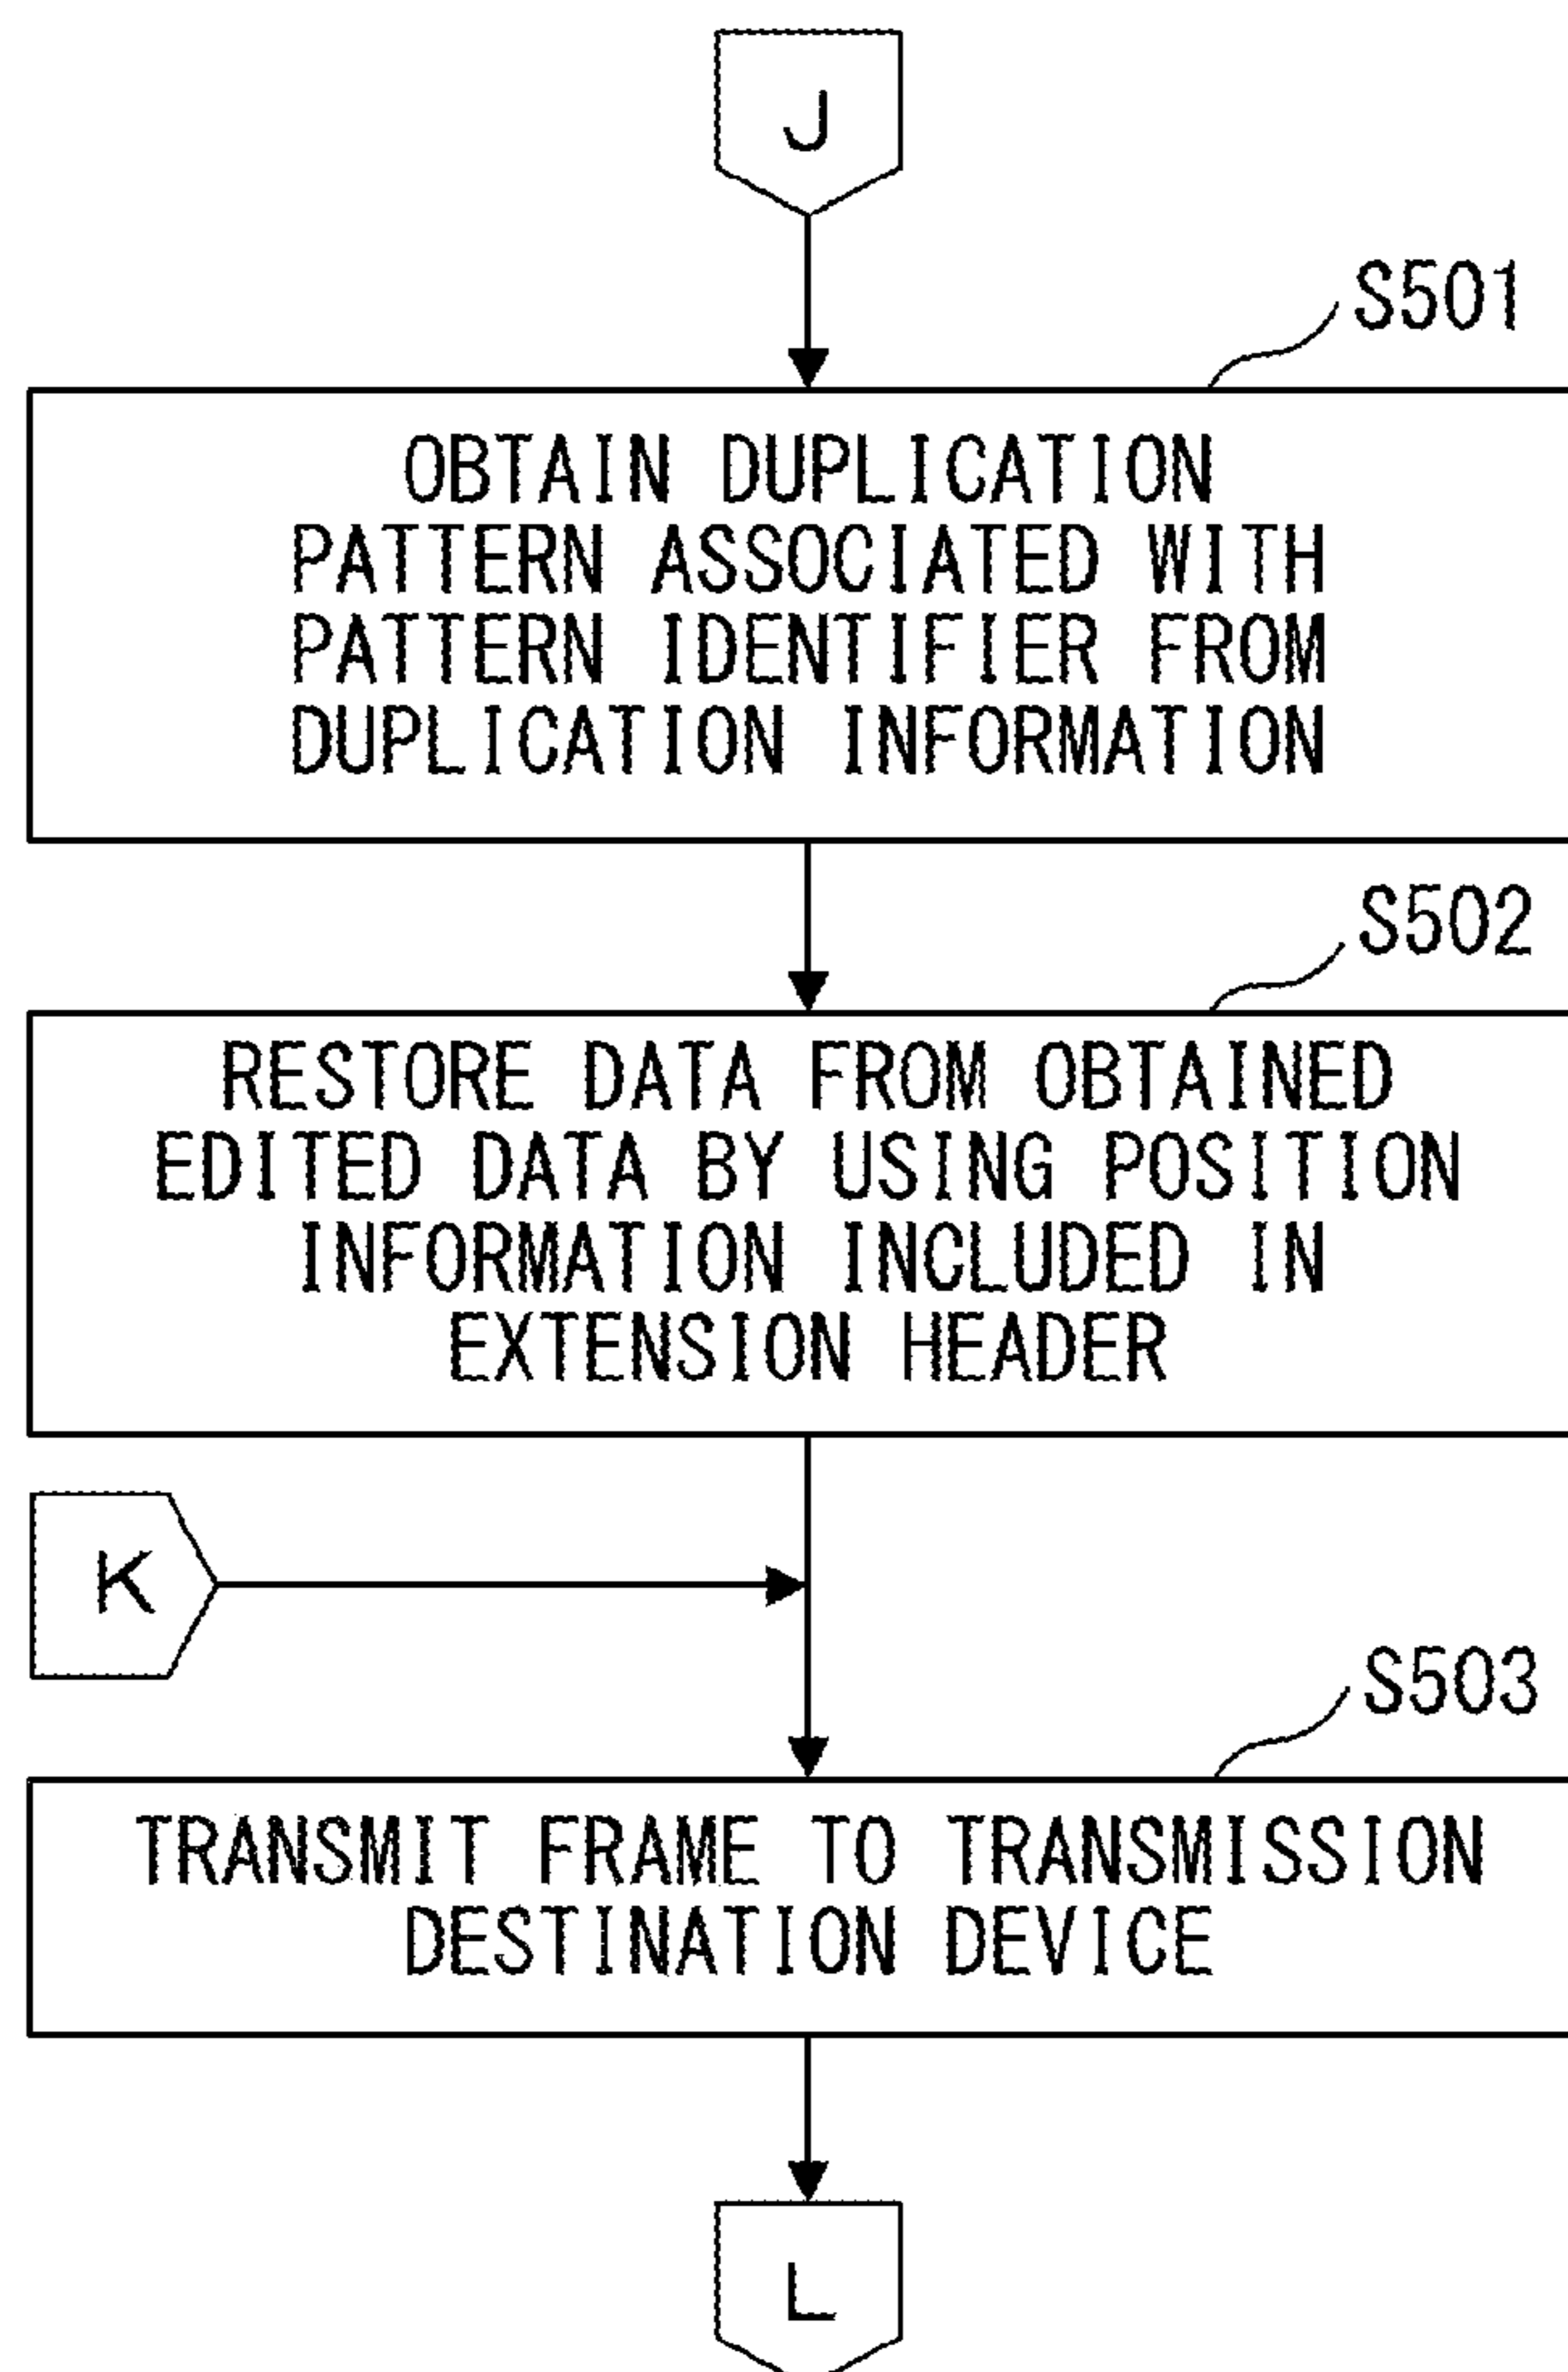 J
S501
OBTAIN DUPLICATION
PATTERN ASSOCIATED WITH
PATTERN IDENTIFIER FROM
DUPLICATION INFORMATION
S502
RESTORE DATA FROM OBTAINED
EDITED DATA BY USING POSITION
INFORMATION INCLUDED IN
EXTENSION HEADER
K
S503
TRANSMIT FRAME TO TRANSMISSION
DESTINATION DEVICE
L